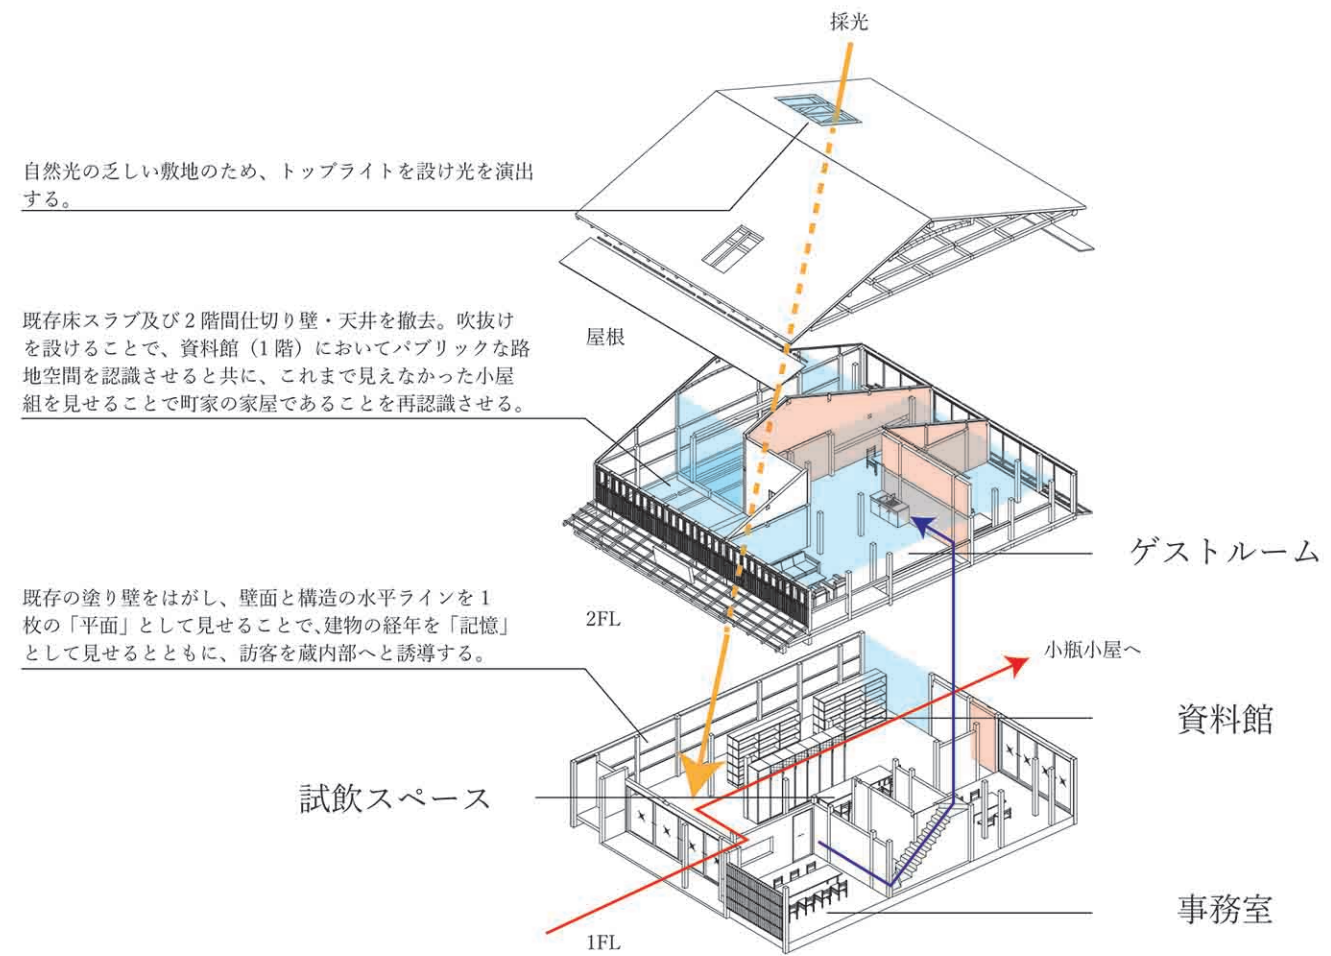 採光
自然光の乏しい敷地のため、トップライトを設け光を演出
する。
既存床スラブ及び２階間仕切り壁・天井を撤去。吹抜け
を設けることで、資料館（1 階）においてパブリックな路
地空間を認識させると共に、これまで見えなかった小屋
組を見せることで町家の家屋であることを再認識させる。
屋根
ゲストルーム
既存の塗り壁をはがし、壁面と構造の水平ラインを 1
枚の「平面」として見せることで、建物の経年を「記憶」
として見せるとともに、訪客を蔵内部へと誘導する。
2FL
小瓶小屋へ
資料館
試飲スペース
事務室
1FL